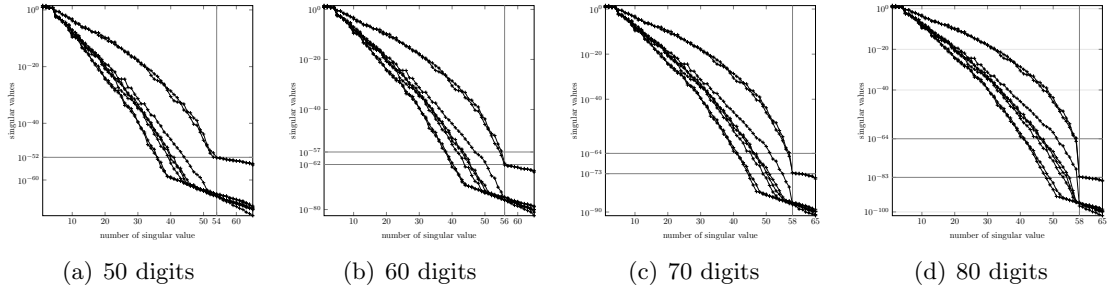 singular values
10^0
10^−20
10^−40
10^−52
10^−60
10 20 30 40 50 54 60
number of singular value
(a) 50 digits
singular values
10^0
10^−20
10^−40
10^−57
10^−62
10^−80
10 20 30 40 50 56 60
number of singular value
(b) 60 digits
singular values
10^0
10^−20
10^−40
10^−64
10^−73
10^−90
10 20 30 40 50 58 65
number of singular value
(c) 70 digits
singular values
10^0
10^−20
10^−40
10^−64
10^−83
10^−100
10 20 30 40 50 58 65
number of singular value
(d) 80 digits